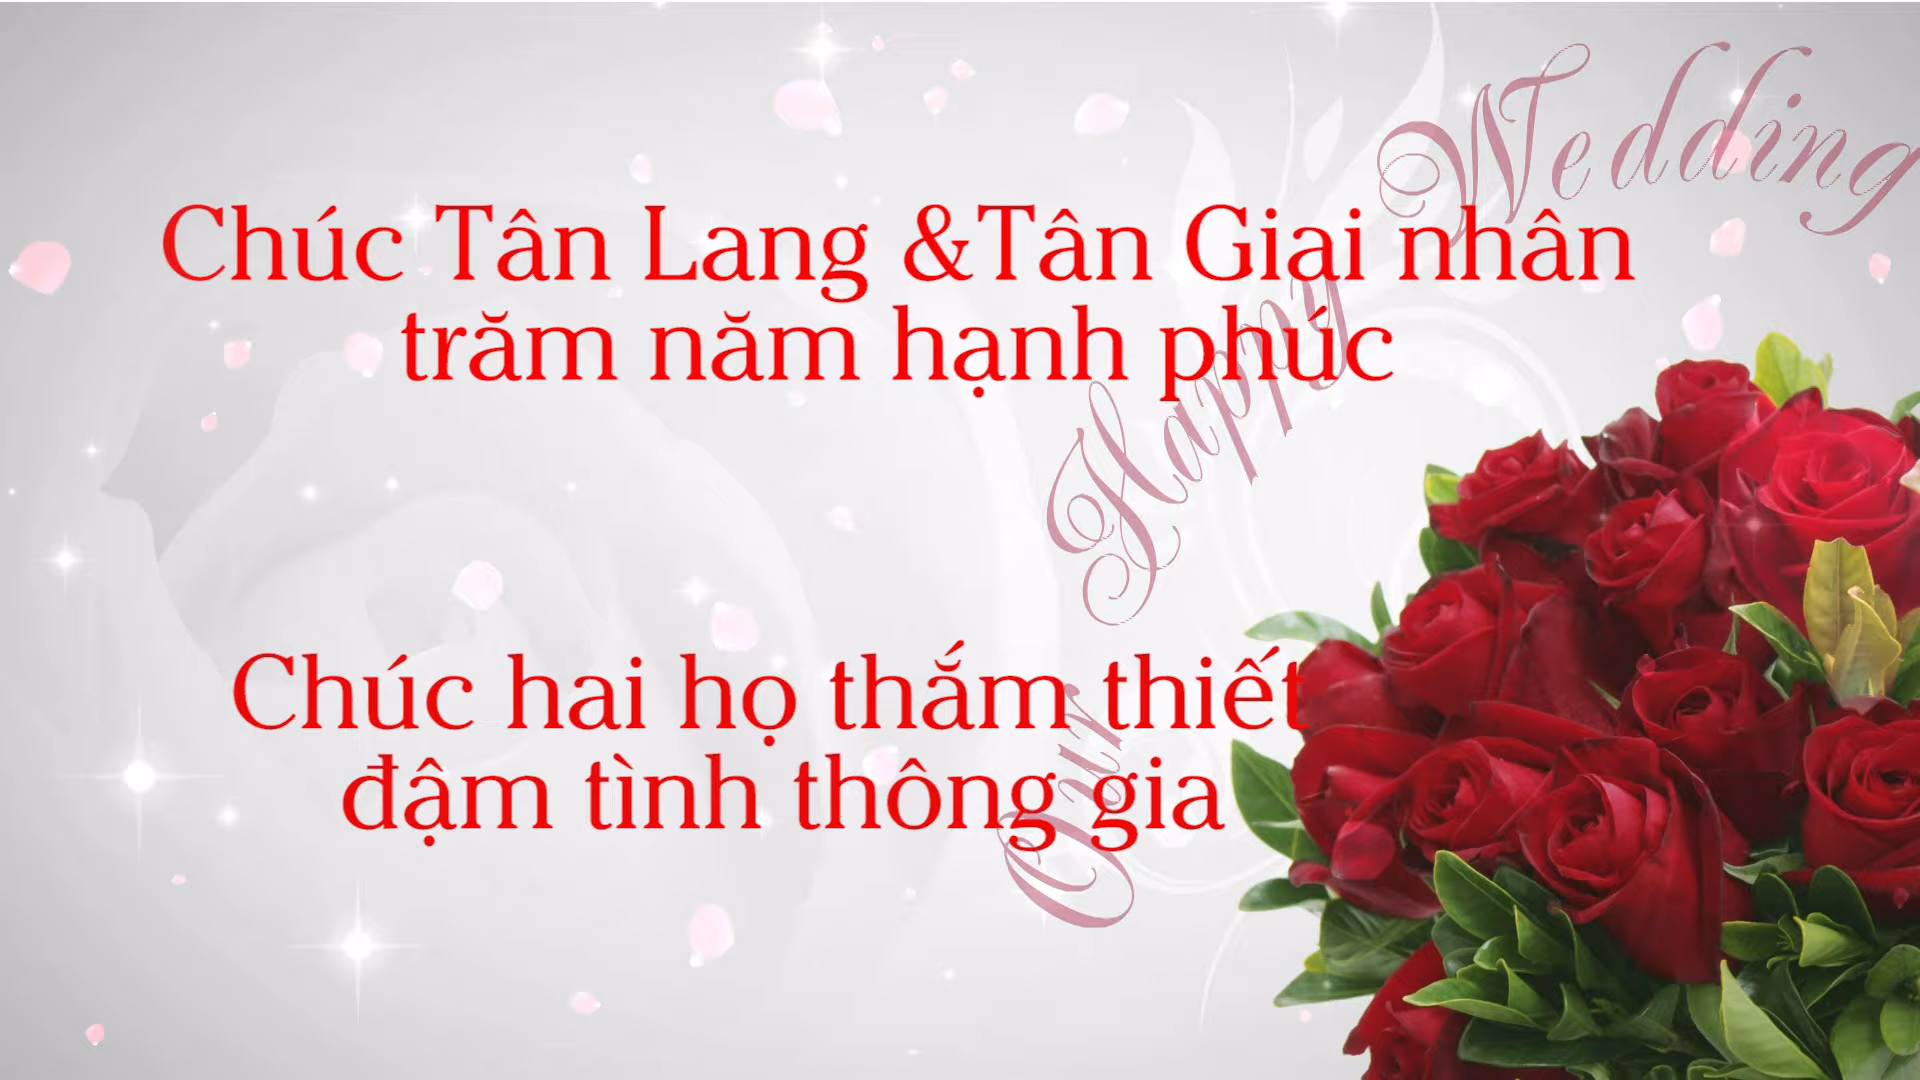 Chúc Tân Lang &Tân Giai nhân
trăm năm hạnh phúc
Chúc hai họ thắm thiết
đậm tình thông gia
Our Happy Wedding